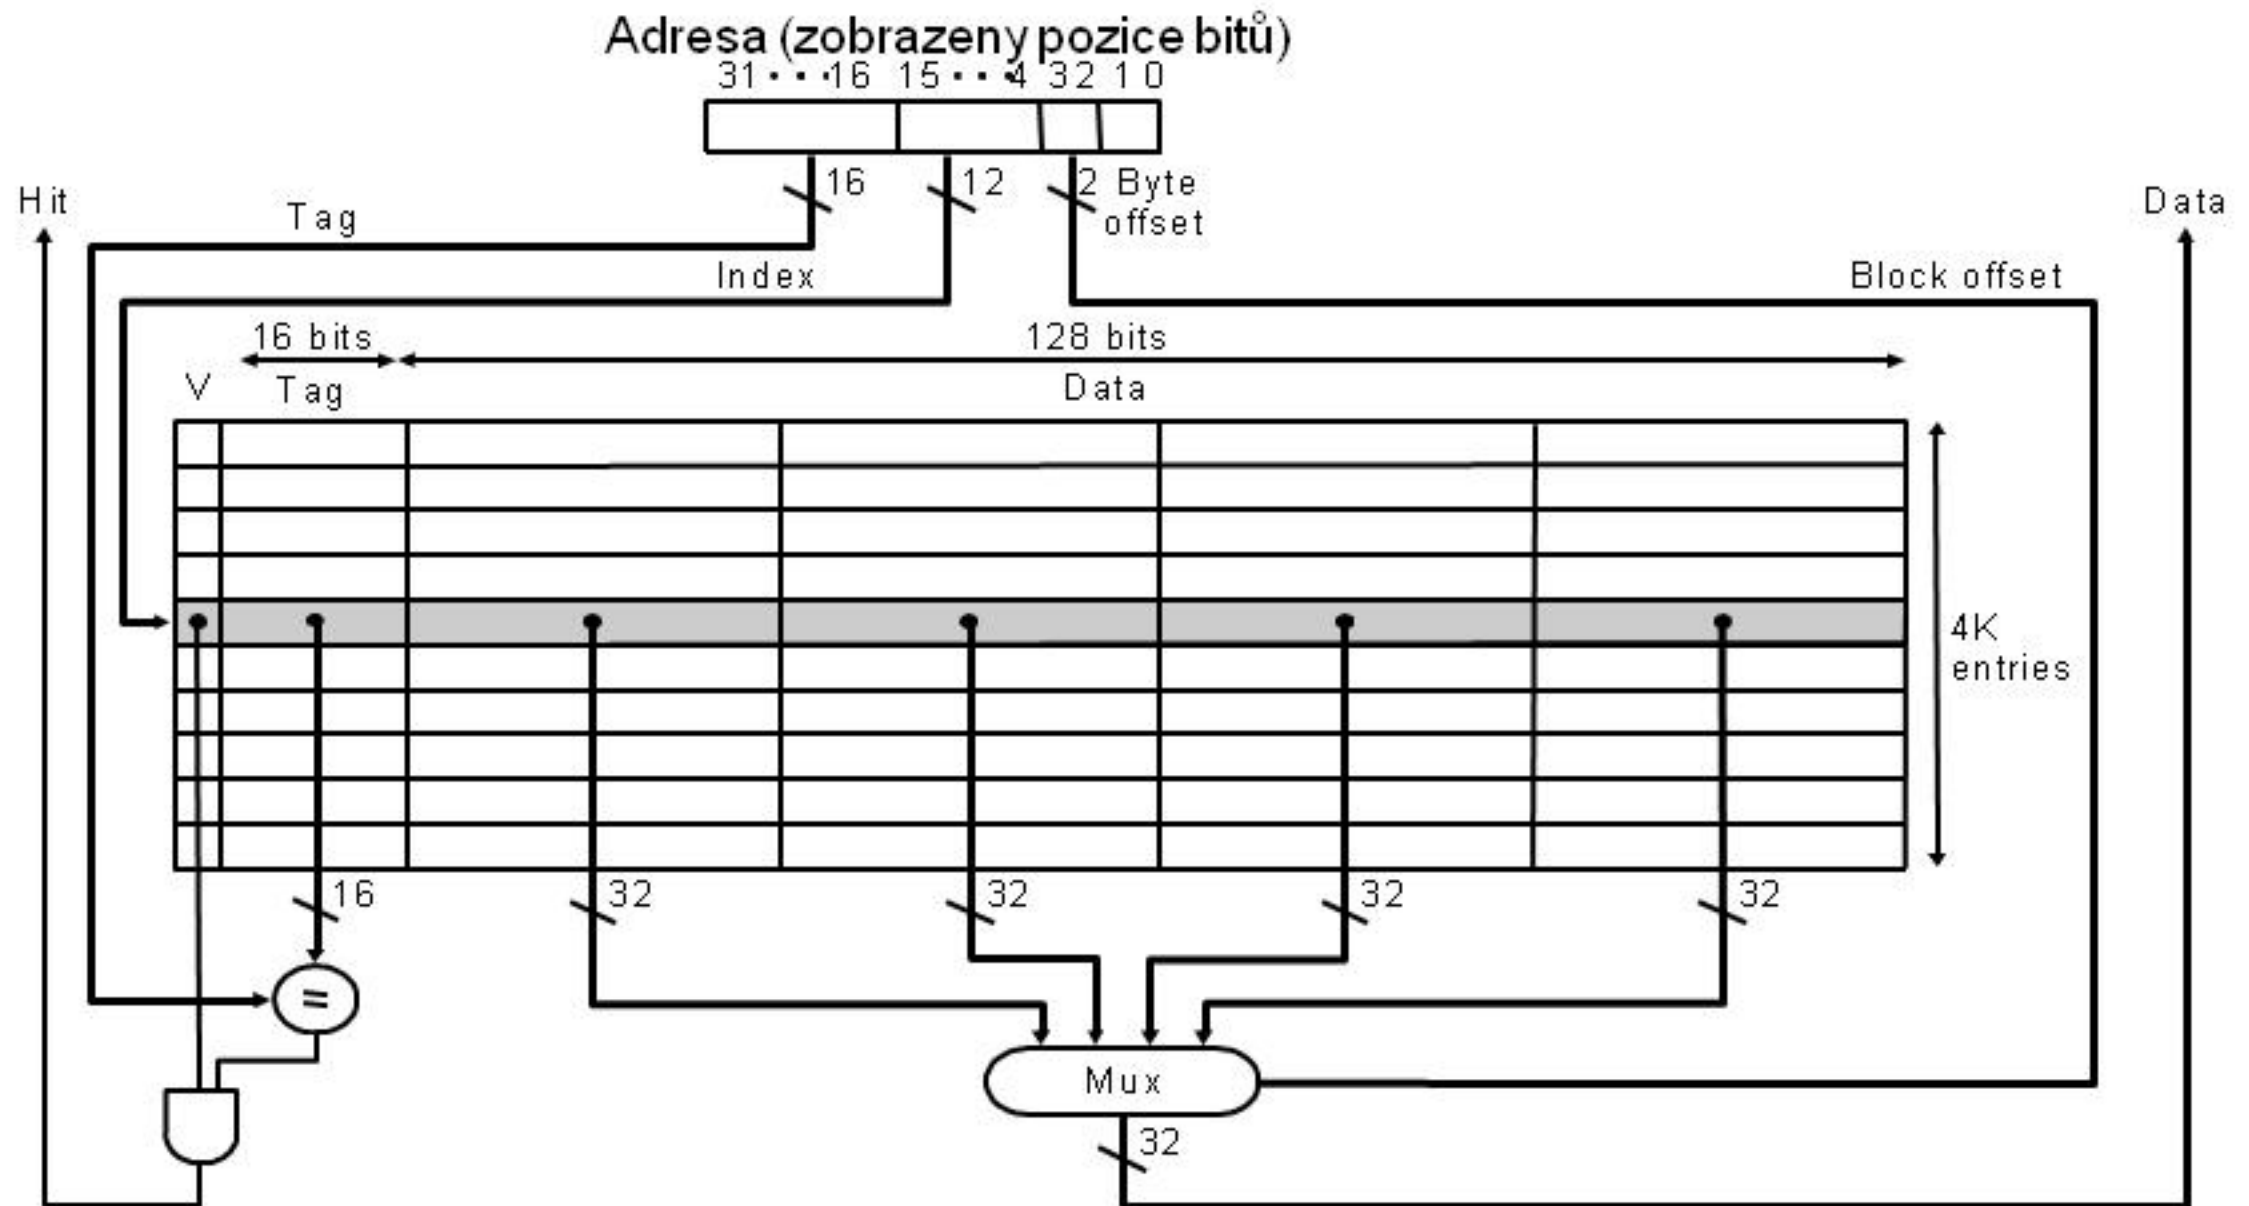 Adresa (zobrazeny pozice bitů)
31 · · · 16 15 · · · 4 3 2 1 0
16
12
2
Byte
offset
Hit
Tag
Data
Index
Block offset
16 bits
128 bits
V
Tag
Data
4K
entries
16
32
32
32
32
=
Mux
32